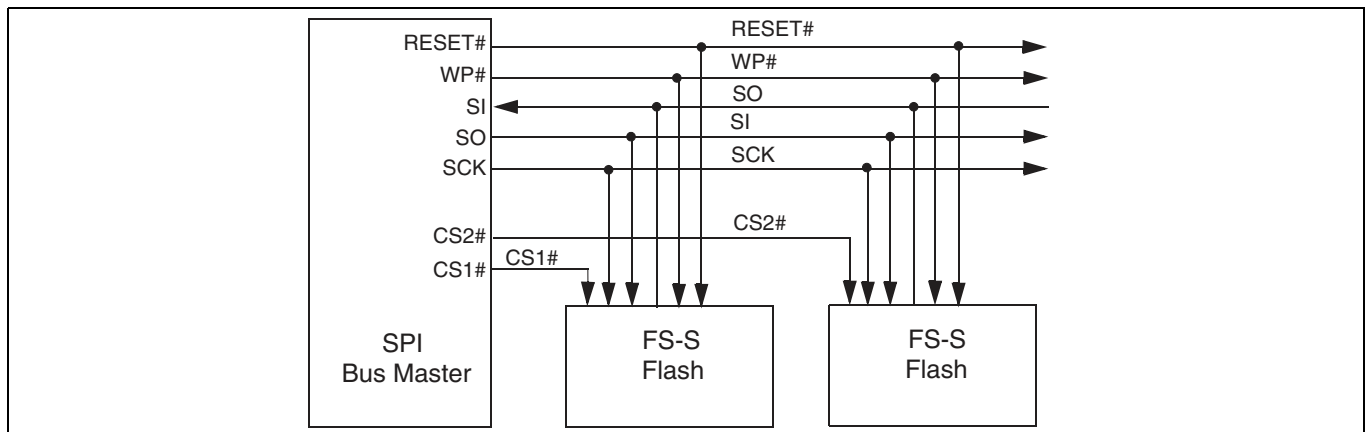 RESET# RESET#
WP# WP#
SI SO
SO SI
SCK SCK
CS2# CS2#
CS1# CS1#
SPI
Bus Master
FS-S
Flash
FS-S
Flash